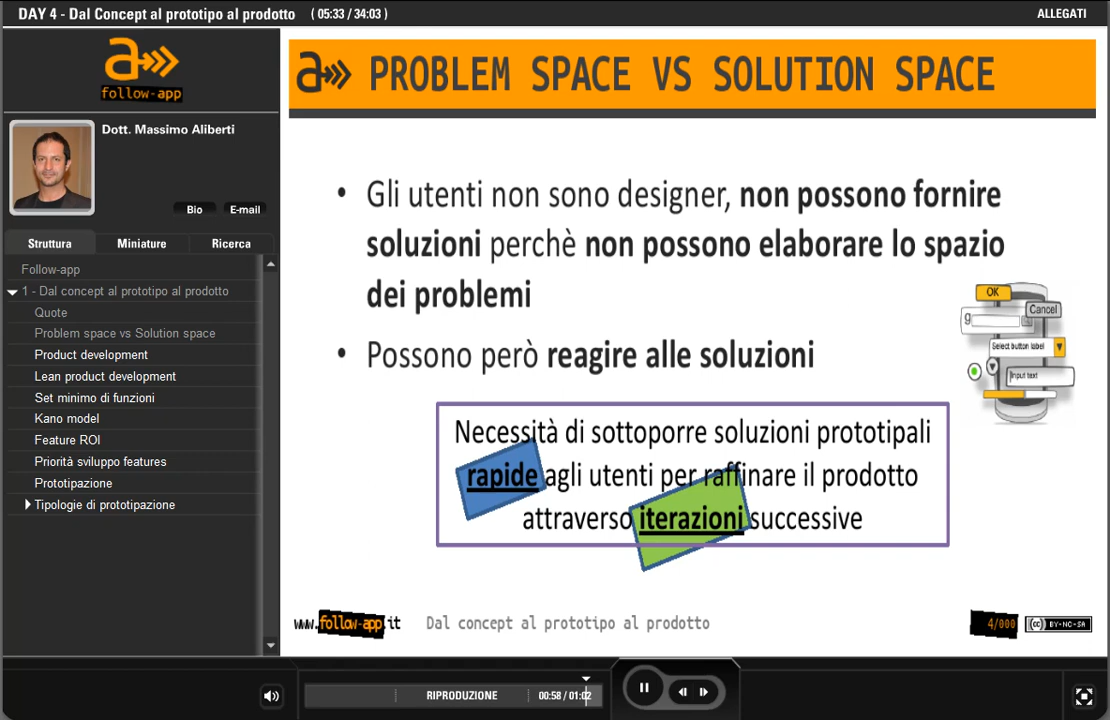 DAY 4 - Dal Concept al prototipo al prodotto ( 05:33 / 34:03 )
ALLEGATI
a
follow-app
Dott. Massimo Aliberti
Bio
E-mail
Struttura
Miniature
Ricerca
Follow-app
1 - Dal concept al prototipo al prodotto
Quote
Problem space vs Solution space
Product development
Lean product development
Set minimo di funzioni
Kano model
Feature ROI
Priorità sviluppo features
Prototipazione
Tipologie di prototipazione
a PROBLEM SPACE VS SOLUTION SPACE
• Gli utenti non sono designer, non possono fornire
soluzioni perchè non possono elaborare lo spazio
dei problemi
• Possono però reagire alle soluzioni
OK
Cancel
g
Select button label
Input text
Necessità di sottoporre soluzioni prototipali
rapide agli utenti per raffinare il prodotto
attraverso iterazioni successive
www.follow-app.it
Dal concept al prototipo al prodotto
4/000
(cc) BY-NC-SA
RIPRODUZIONE
00:58 / 01:02